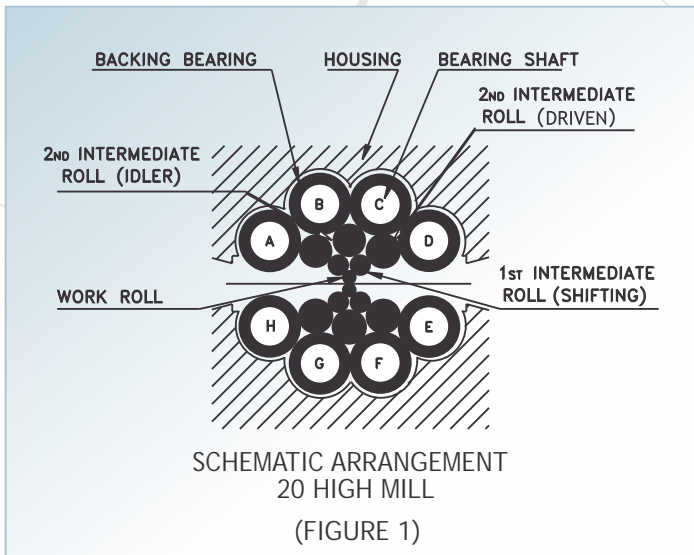 BACKING BEARING
HOUSING
BEARING SHAFT
2ND INTERMEDIATE
ROLL (DRIVEN)
2ND INTERMEDIATE
ROLL (IDLER)
B
C
A
D
1ST INTERMEDIATE
ROLL (SHIFTING)
WORK ROLL
H
E
G
F
SCHEMATIC ARRANGEMENT
20 HIGH MILL
(FIGURE 1)